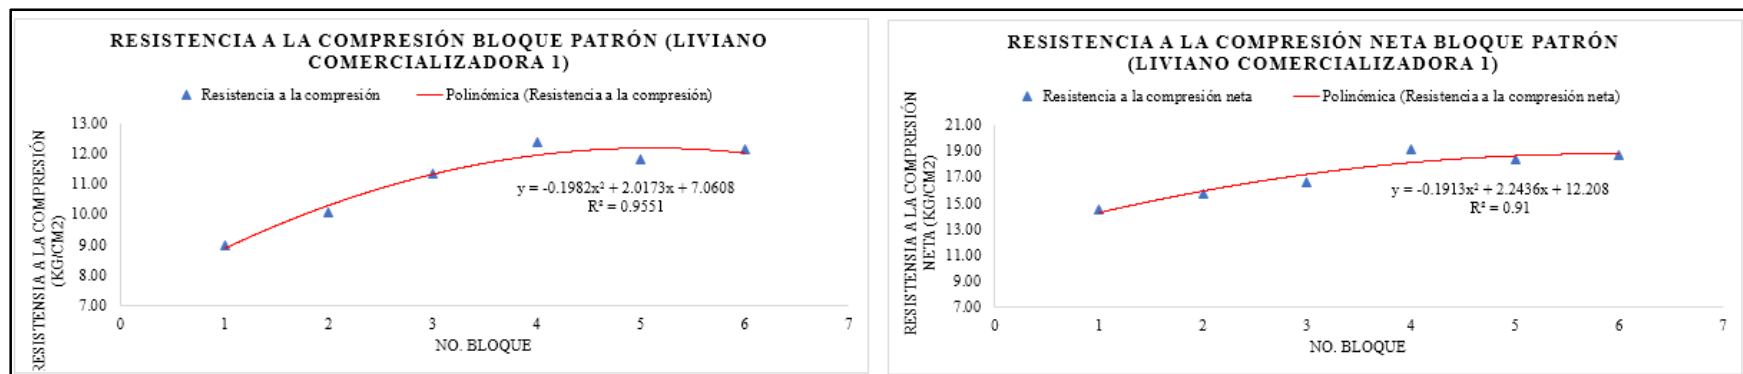 RESISTENCIA A LA COMPRESIÓN BLOQUE PATRÓN (LIVIANO
COMERCIALIZADORA 1)
Resistencia a la compresión
Polinómica (Resistencia a la compresión)
RESISTENSIA A LA COMPRESIÓN
(KG/CM2)
13.00
12.00
11.00
10.00
9.00
8.00
7.00
y = -0.1982x² + 2.0173x + 7.0608
R² = 0.9551
0 1 2 3 4 5 6 7
NO. BLOQUE
RESISTENCIA A LA COMPRESIÓN NETA BLOQUE PATRÓN
(LIVIANO COMERCIALIZADORA 1)
Resistencia a la compresión neta
Polinómica (Resistencia a la compresión neta)
RESISTENSIA A LA COMPRESIÓN
NETA (KG/CM2)
21.00
19.00
17.00
15.00
13.00
11.00
9.00
7.00
y = -0.1913x² + 2.2436x + 12.208
R² = 0.91
0 1 2 3 4 5 6 7
NO. BLOQUE